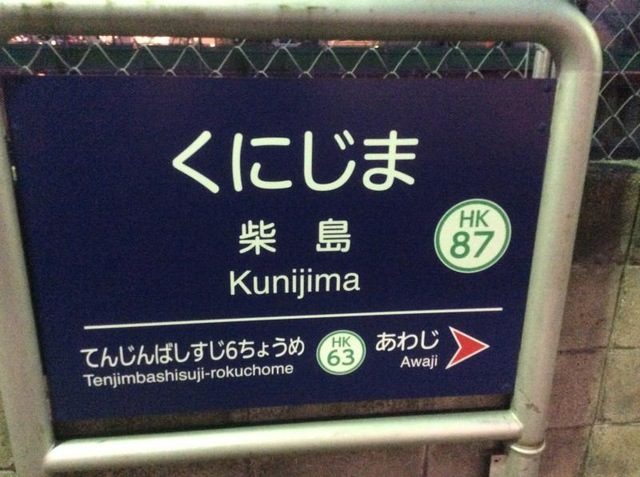 くにじま
柴島
HK
87
Kunijima
てんじんばしすじ6ちょうめ
Tenjimbashisuji-rokuchome
HK
63
あわじ
Awaji